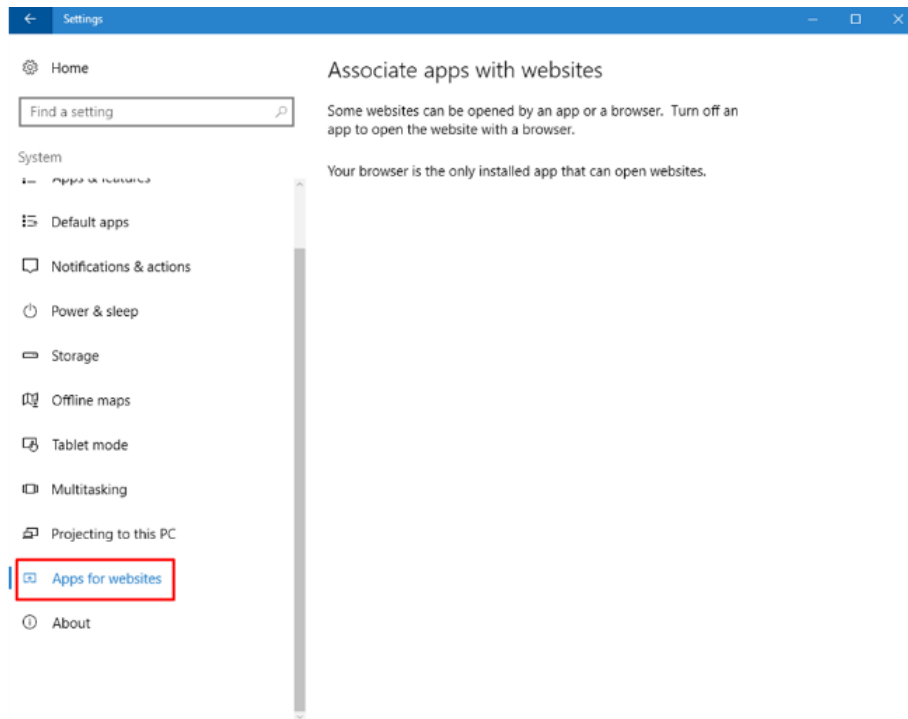 Settings
Home
Find a setting
System
Apps & features
Default apps
Notifications & actions
Power & sleep
Storage
Offline maps
Tablet mode
Multitasking
Projecting to this PC
Apps for websites
About
Associate apps with websites
Some websites can be opened by an app or a browser.  Turn off an
app to open the website with a browser.
Your browser is the only installed app that can open websites.